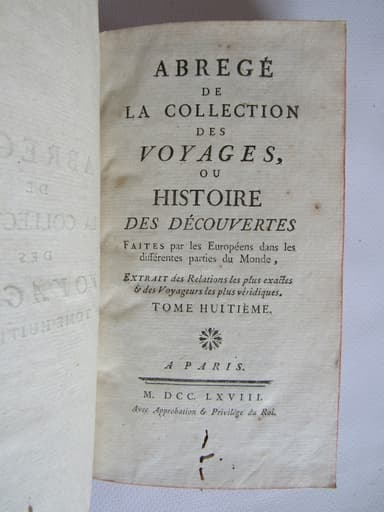 ABREGÉ
DE
LA COLLECTION
DES
VOYAGES,
OU
HISTOIRE
DES DÉCOUVERTES
FAITES par les Européens dans les
différentes parties du Monde,
EXTRAIT des Relations les plus exactes
& des Voyageurs les plus véridiques.
TOME HUITIÈME.
A PARIS.
M. DCC. LXVIII.
Avec Approbation & Privilége du Roi.